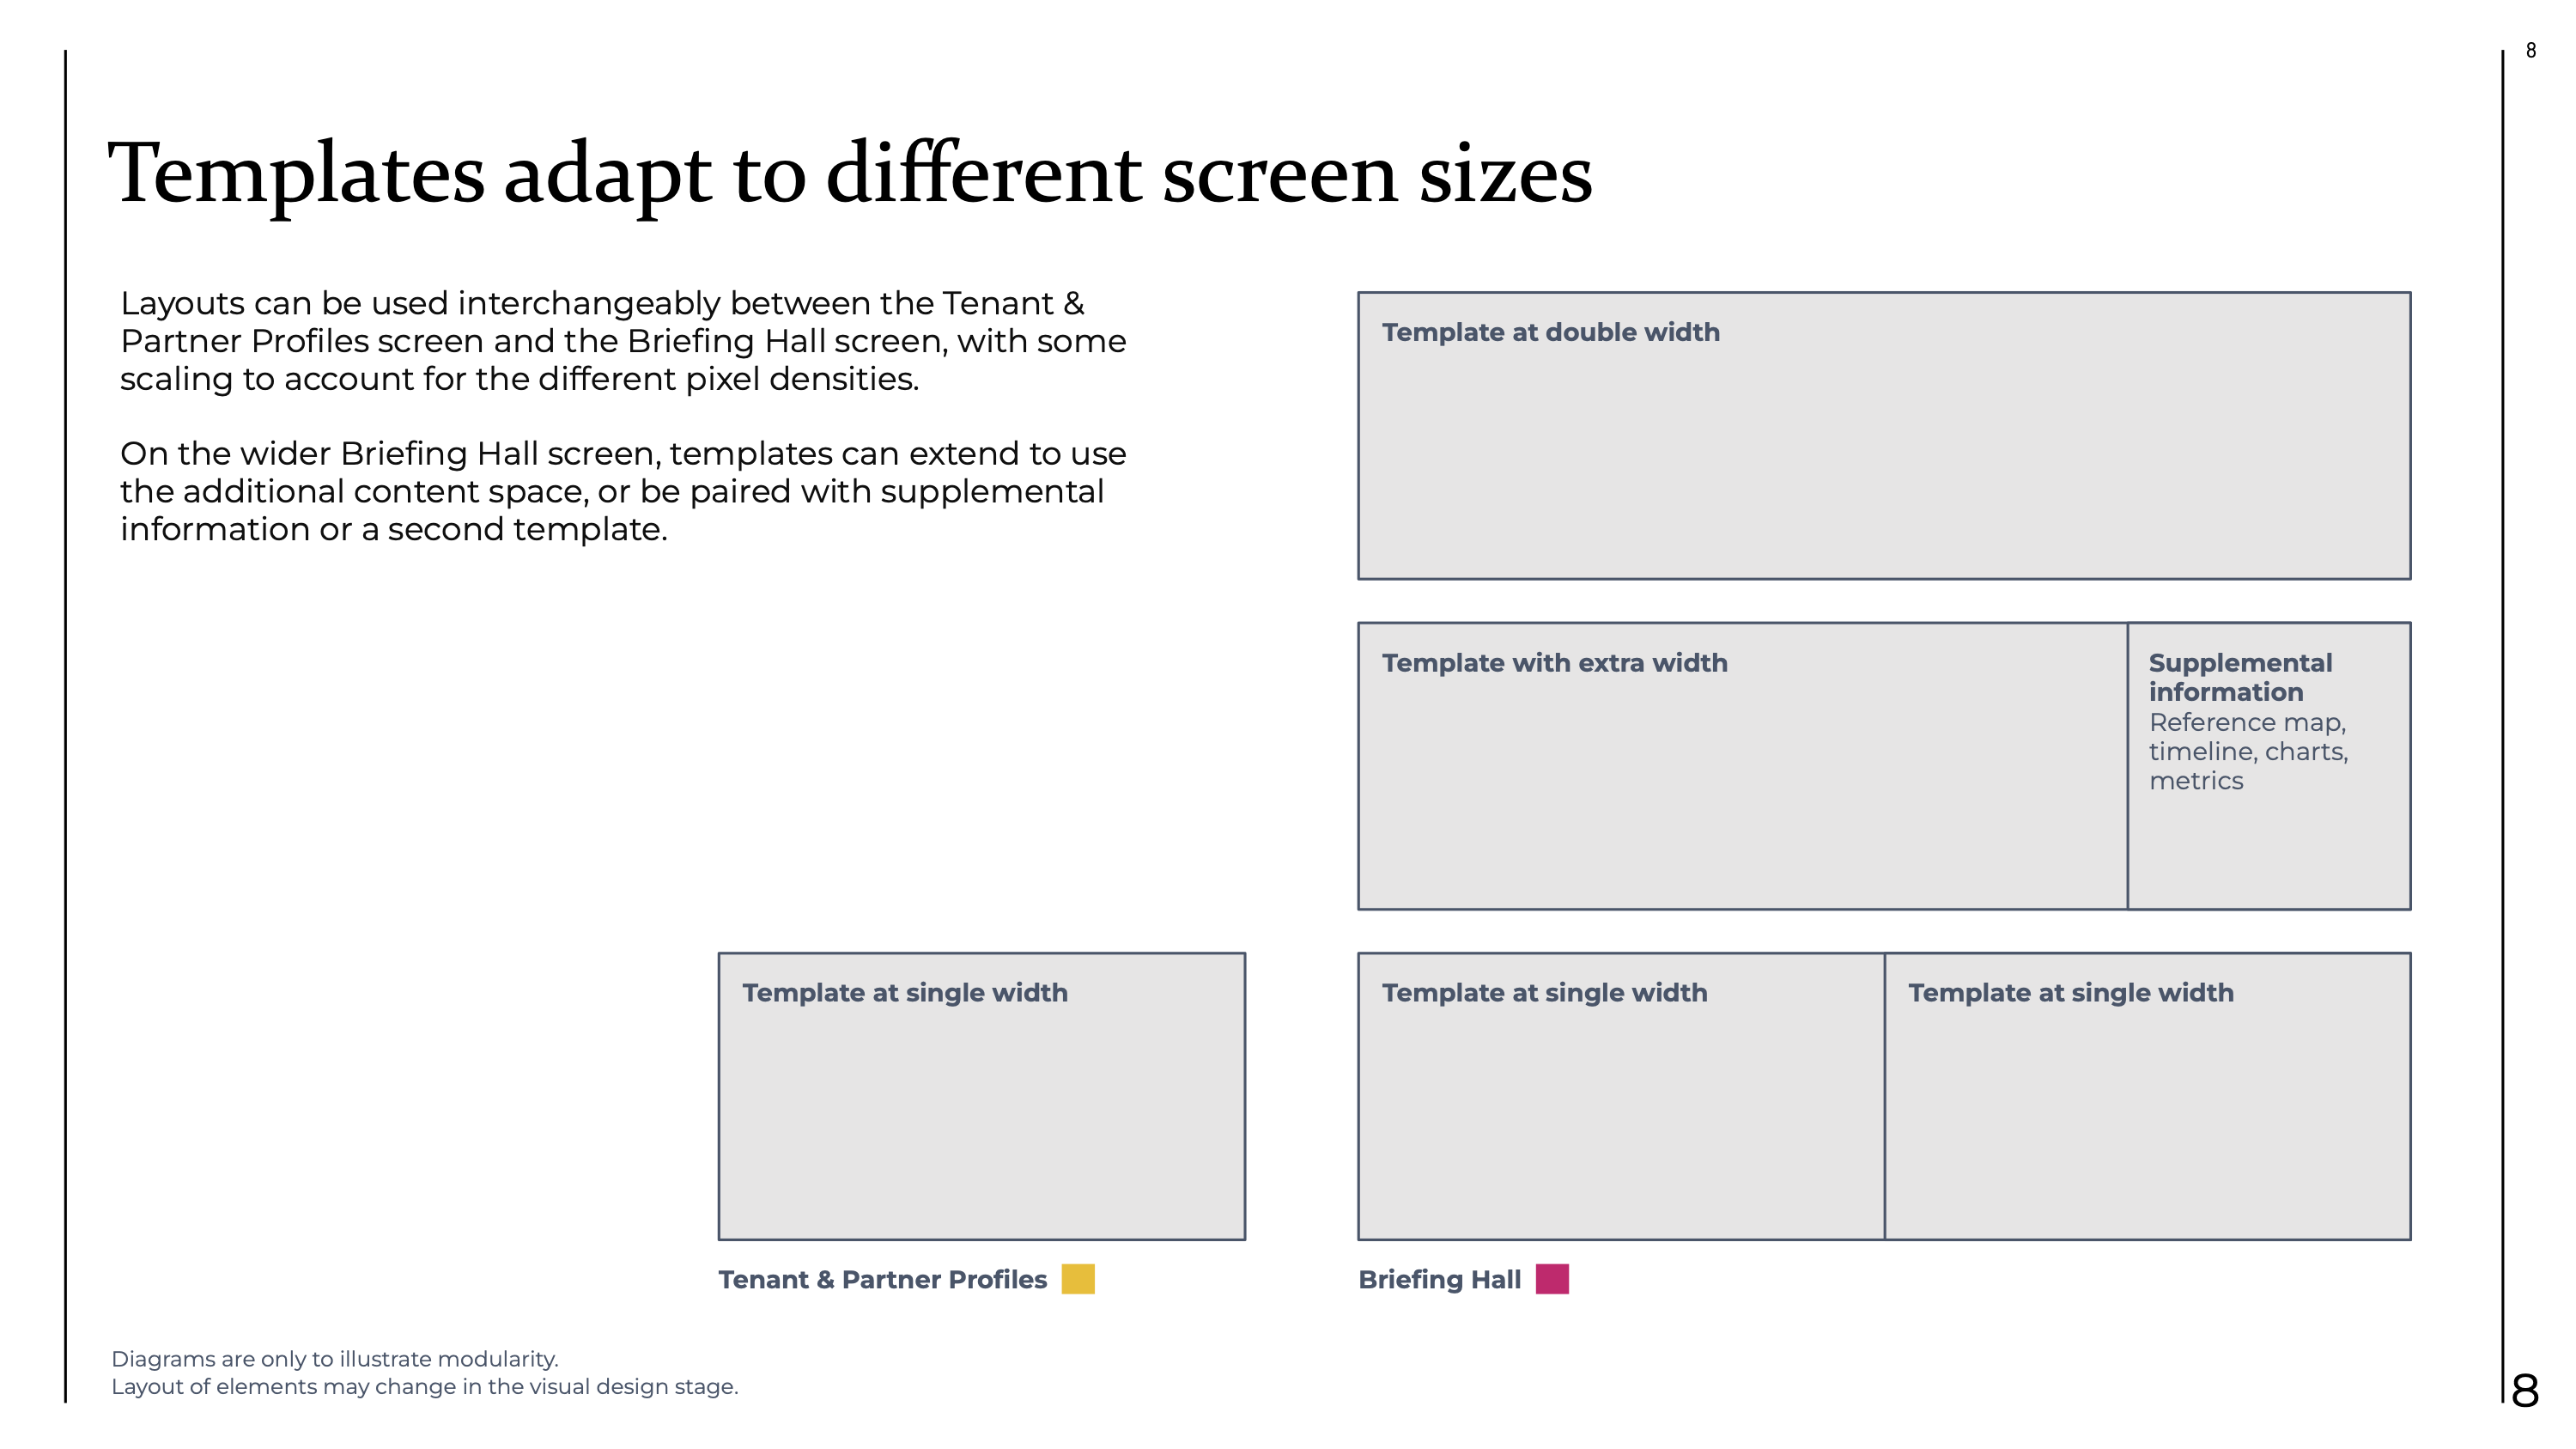 8
Templates adapt to different screen sizes
Layouts can be used interchangeably between the Tenant &
Partner Profiles screen and the Briefing Hall screen, with some
scaling to account for the different pixel densities.
On the wider Briefing Hall screen, templates can extend to use
the additional content space, or be paired with supplemental
information or a second template.
Template at double width
Template with extra width
Supplemental
information
Reference map,
timeline, charts,
metrics
Template at single width
Template at single width
Template at single width
Tenant & Partner Profiles
Briefing Hall
Diagrams are only to illustrate modularity.
Layout of elements may change in the visual design stage.
8